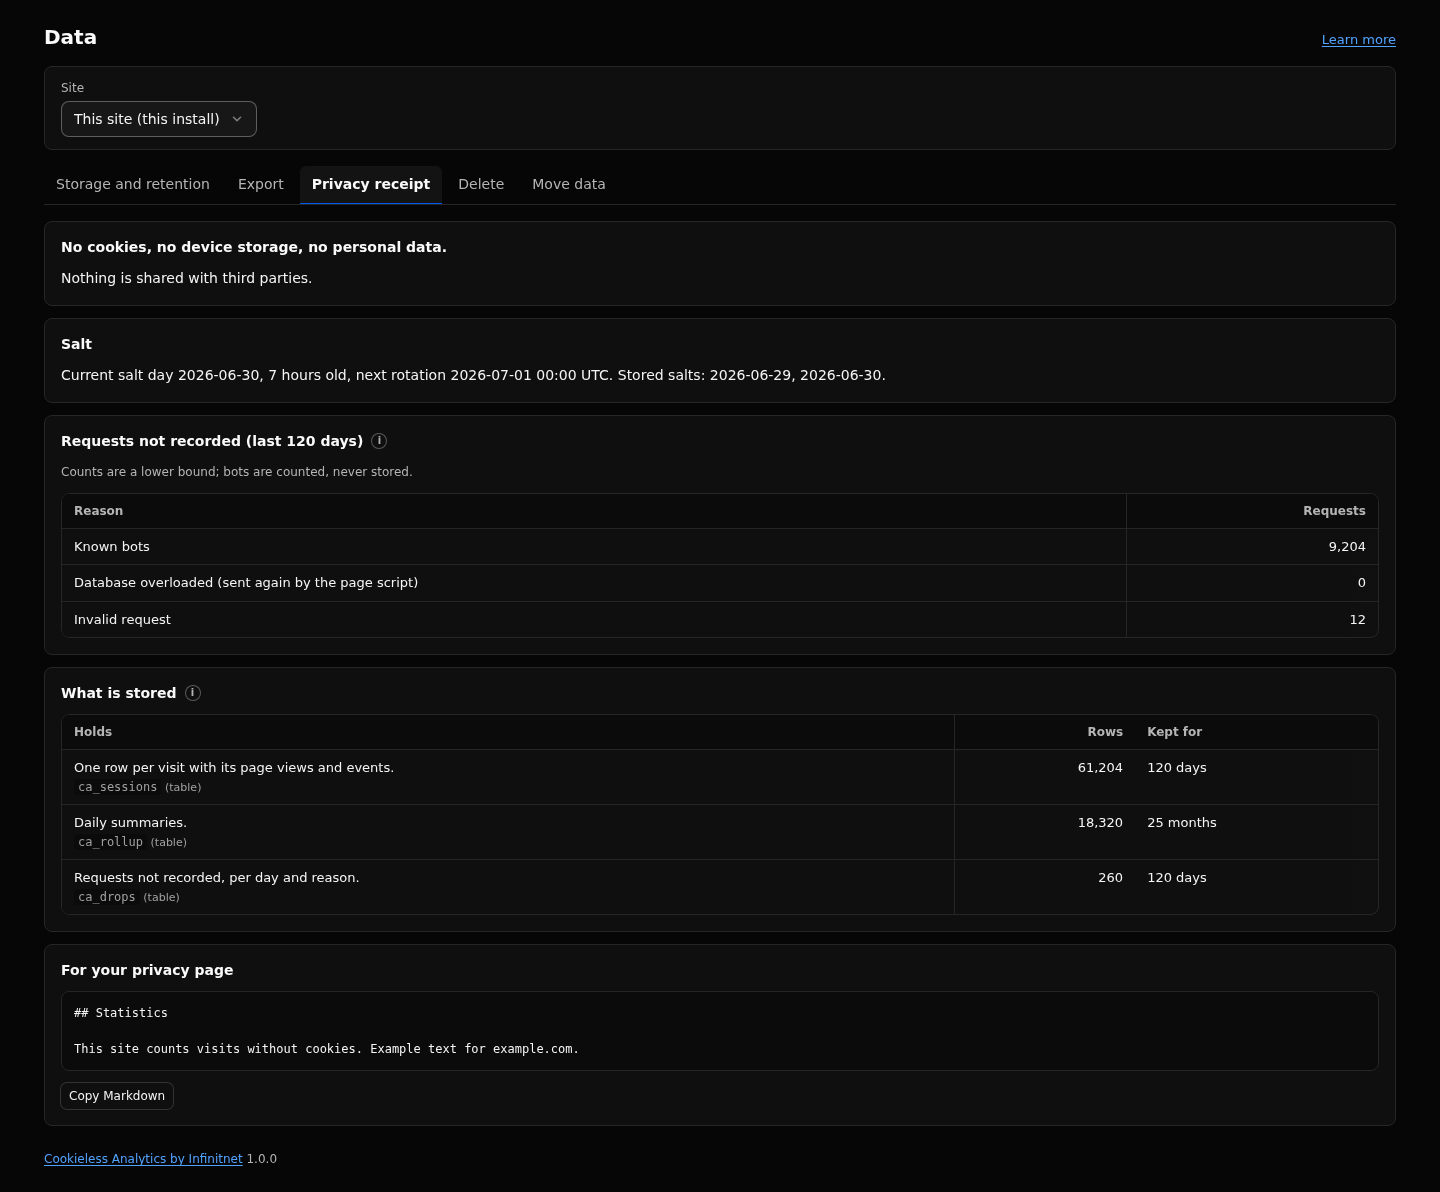 Data
Learn more
Site
This site (this install)
Storage and retention Export Privacy receipt Delete Move data
No cookies, no device storage, no personal data.
Nothing is shared with third parties.
Salt
Current salt day 2026-06-30, 7 hours old, next rotation 2026-07-01 00:00 UTC. Stored salts: 2026-06-29, 2026-06-30.
Requests not recorded (last 120 days) i
Counts are a lower bound; bots are counted, never stored.
Reason Requests
Known bots 9,204
Database overloaded (sent again by the page script) 0
Invalid request 12
What is stored i
Holds Rows Kept for
One row per visit with its page views and events. 61,204 120 days
ca_sessions (table)
Daily summaries. 18,320 25 months
ca_rollup (table)
Requests not recorded, per day and reason. 260 120 days
ca_drops (table)
For your privacy page
## Statistics
This site counts visits without cookies. Example text for example.com.
Copy Markdown
Cookieless Analytics by Infinitnet 1.0.0